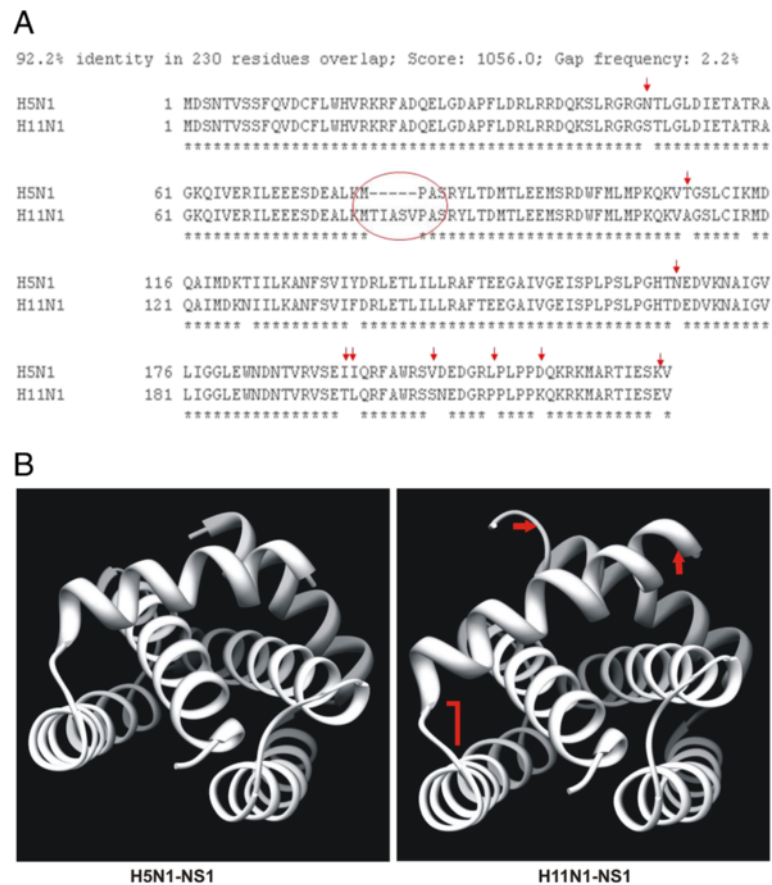 A
92.2% identity in 230 residues overlap; Score: 1056.0; Gap frequency: 2.2%
H5N1 1 MDSNTVSSFQVDCFLWHVRKRFADQELGDAPFLDRLRRDQKSLRGRGNTLGLDIETATRA
H11N1 1 MDSNTVSSFQVDCFLWHVRKRFADQELGDAPFLDRLRRDQKSLRGRGSTLGLDIETATRA
*********************************************** ************
H5N1 61 GKQIVERILEEESDEALKM-----PASRYLTDMTLEEMSRDWFMLMPKQKVTGSLCIKMD
H11N1 61 GKQIVERILEEESDEALKMTIASVPASRYLTDMTLEEMSRDWFMLMPKQKVAGSLCIRMD
*******************     *************************** ***** **
H5N1 116 QAIMDKTIILKANFSVIYDRLETLILLRAFTEEGAIVGEISPLPSLPGHTNEDVKNAIGV
H11N1 121 QAIMDKNIILKANFSVIFDRLETLILLRAFTEEGAIVGEISPLPSLPGHTDEDVKNAIGV
****** ********** ******************************** *********
H5N1 176 LIGGLEWNDNTVRVSEIIQRFAWRSVDEDGRLPLPPDQKRKMARTIESKV
H11N1 181 LIGGLEWNDNTVRVSETLQRFAWRSSNEDGRPPLPPKQKRKMARTIESEV
****************  *******  **** **** *********** *
B
H5N1-NS1 H11N1-NS1